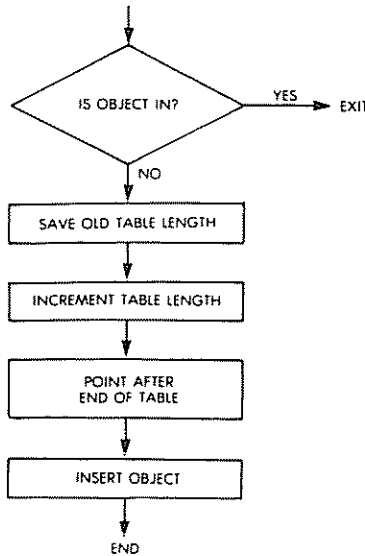 IS OBJECT IN?
YES
EXIT
NO
SAVE OLD TABLE LENGTH
INCREMENT TABLE LENGTH
POINT AFTER
END OF TABLE
INSERT OBJECT
END